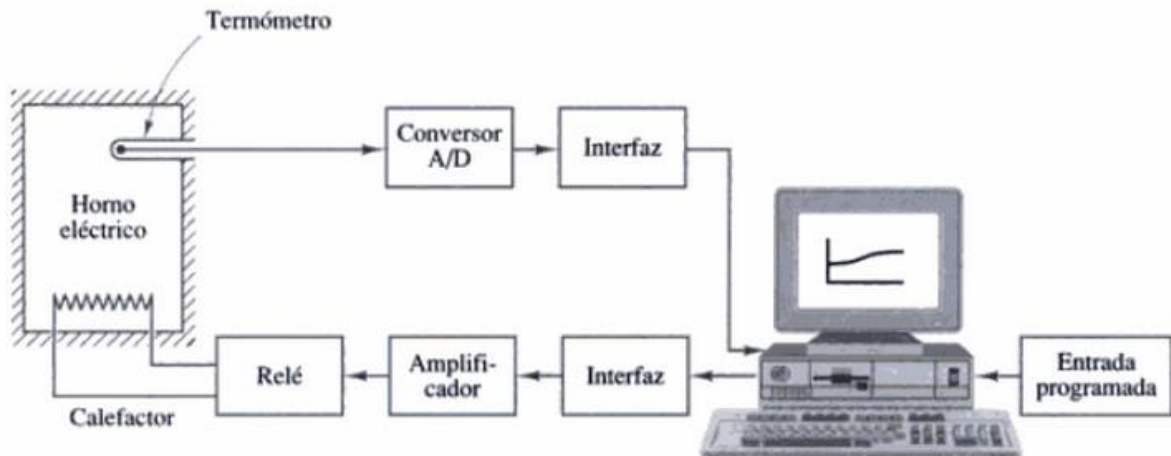 Termómetro
Conversor
A/D
Interfaz
Horno
eléctrico
Relé
Amplifi-
cador
Interfaz
Entrada
programada
Calefactor